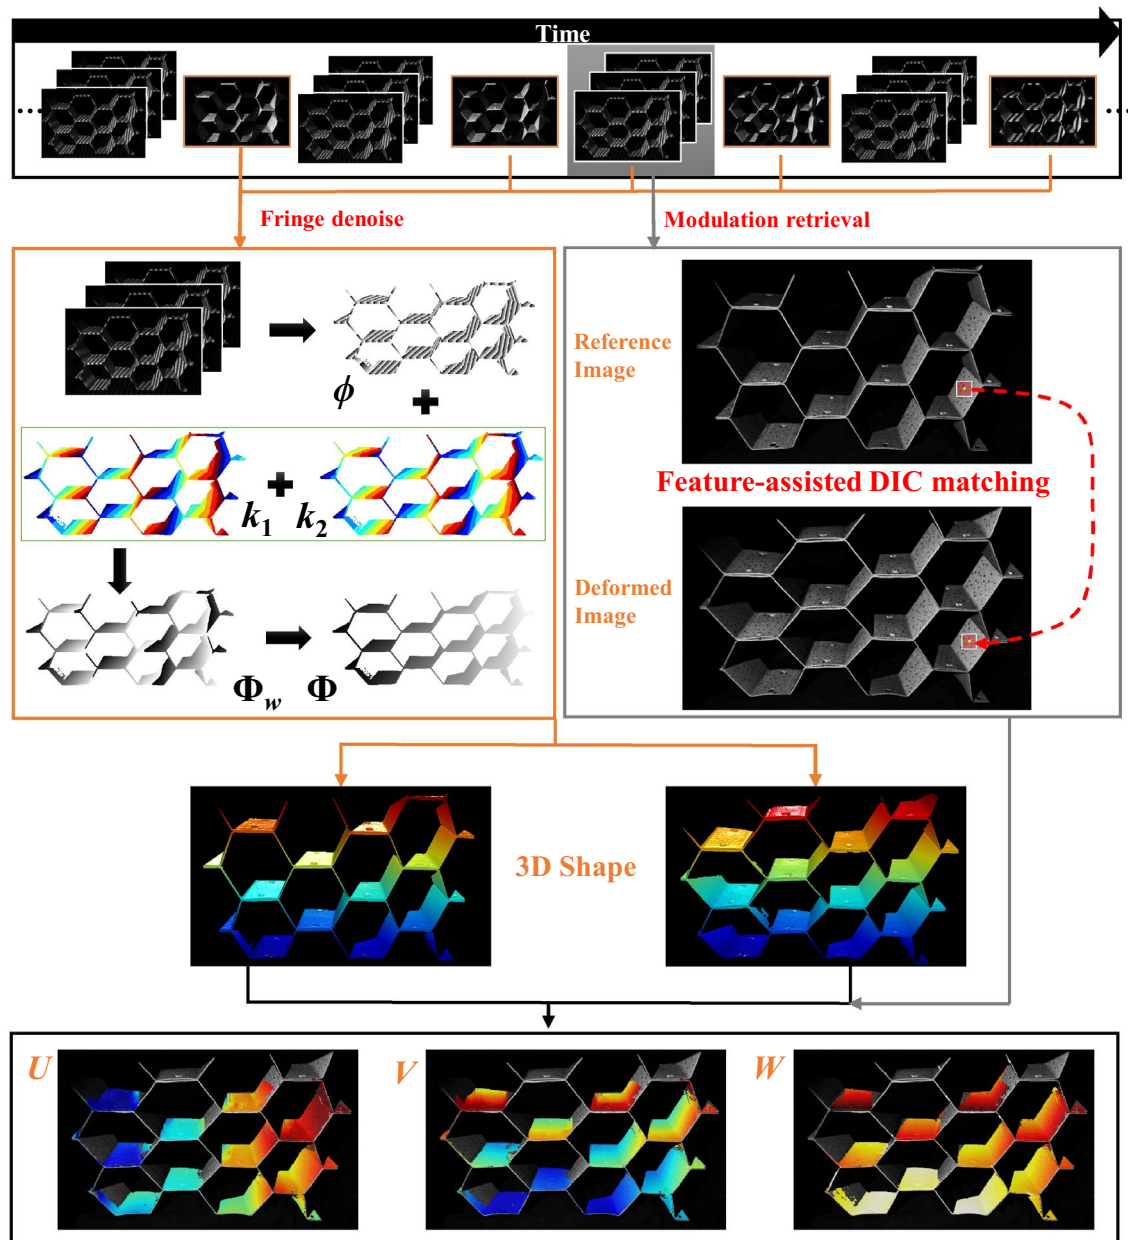 Time
...
...
Fringe denoise
Modulation retrieval
ϕ
k1
k2
Φw
Φ
Reference
Image
Feature-assisted DIC matching
Deformed
Image
3D Shape
U
V
W